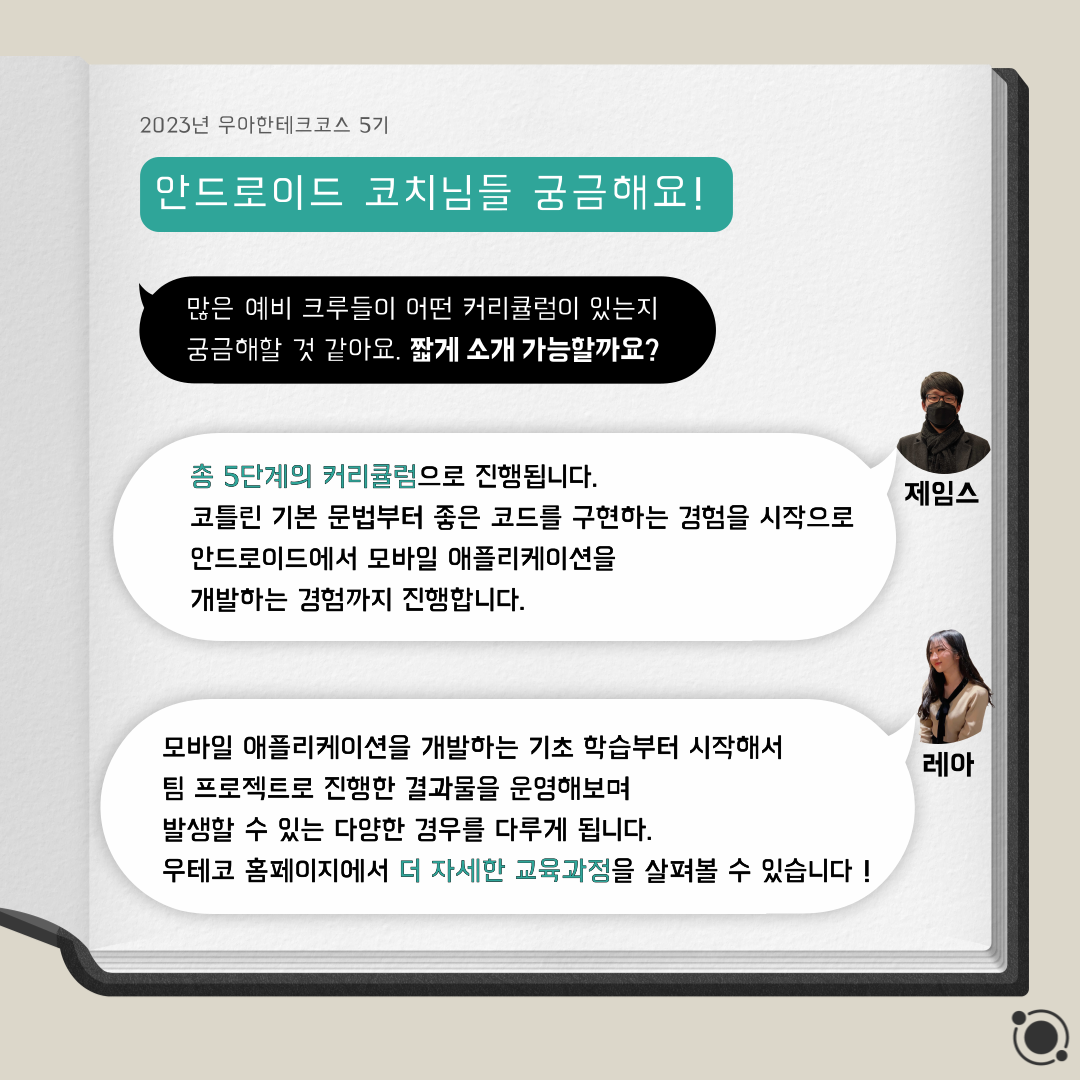 2023년 우아한테크코스 5기
안드로이드 코치님들 궁금해요!
많은 예비 크루들이 어떤 커리큘럼이 있는지
궁금해할 것 같아요. 짧게 소개 가능할까요?
총 5단계의 커리큘럼으로 진행됩니다.
코틀린 기본 문법부터 좋은 코드를 구현하는 경험을 시작으로
안드로이드에서 모바일 애플리케이션을
개발하는 경험까지 진행합니다.
제임스
모바일 애플리케이션을 개발하는 기초 학습부터 시작해서
팀 프로젝트로 진행한 결과물을 운영해보며
발생할 수 있는 다양한 경우를 다루게 됩니다.
우테코 홈페이지에서 더 자세한 교육과정을 살펴볼 수 있습니다 !
레아